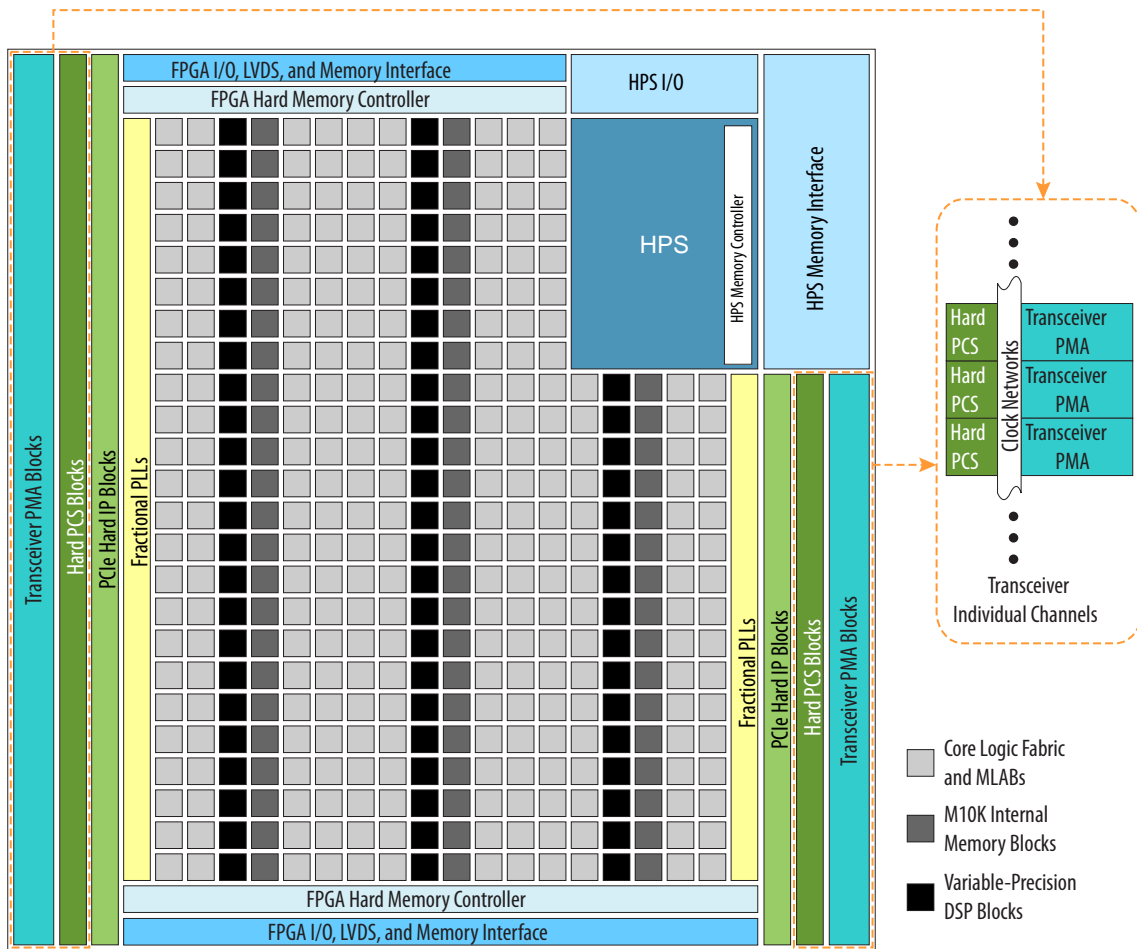 FPGA I/O, LVDS, and Memory Interface
FPGA Hard Memory Controller
HPS I/O
HPS
HPS Memory Controller
HPS Memory Interface
Transceiver PMA Blocks
Hard PCS Blocks
PCIe Hard IP Blocks
Fractional PLLs
Fractional PLLs
PCIe Hard IP Blocks
Hard PCS Blocks
Transceiver PMA Blocks
FPGA Hard Memory Controller
FPGA I/O, LVDS, and Memory Interface
Hard
PCS
Transceiver
PMA
Hard
PCS
Transceiver
PMA
Hard
PCS
Transceiver
PMA
Clock Networks
Transceiver
Individual Channels
Core Logic Fabric
and MLABs
M10K Internal
Memory Blocks
Variable-Precision
DSP Blocks